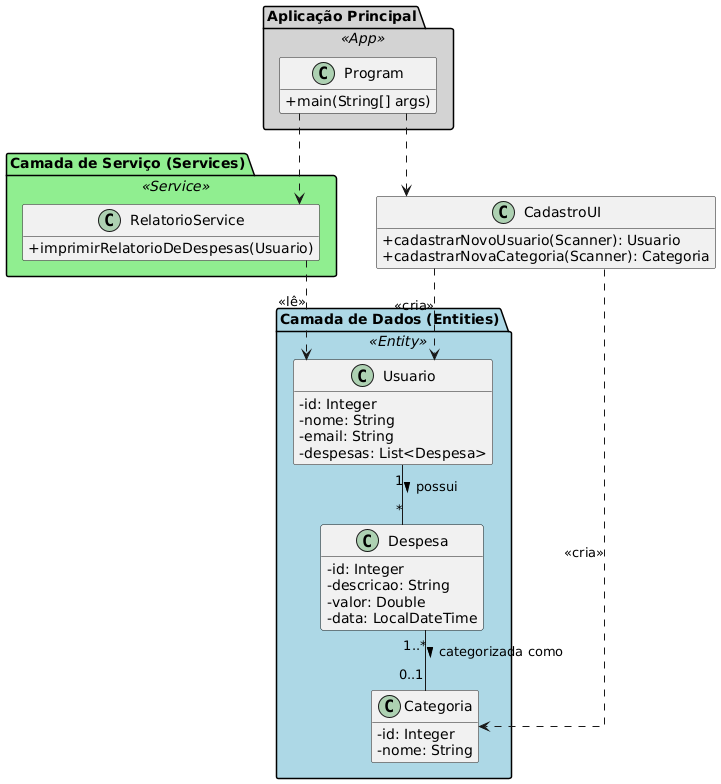 Aplicação Principal
«App»
C Program
+main(String[] args)
Camada de Serviço (Services)
«Service»
C RelatorioService
+imprimirRelatorioDeDespesas(Usuario)
C CadastroUI
+cadastrarNovoUsuario(Scanner): Usuario
+cadastrarNovaCategoria(Scanner): Categoria
«lê»
«cria»
Camada de Dados (Entities)
«Entity»
C Usuario
-id: Integer
-nome: String
-email: String
-despesas: List<Despesa>
1
possui
*
C Despesa
-id: Integer
-descricao: String
-valor: Double
-data: LocalDateTime
«cria»
1..*
categorizada como
0..1
C Categoria
-id: Integer
-nome: String